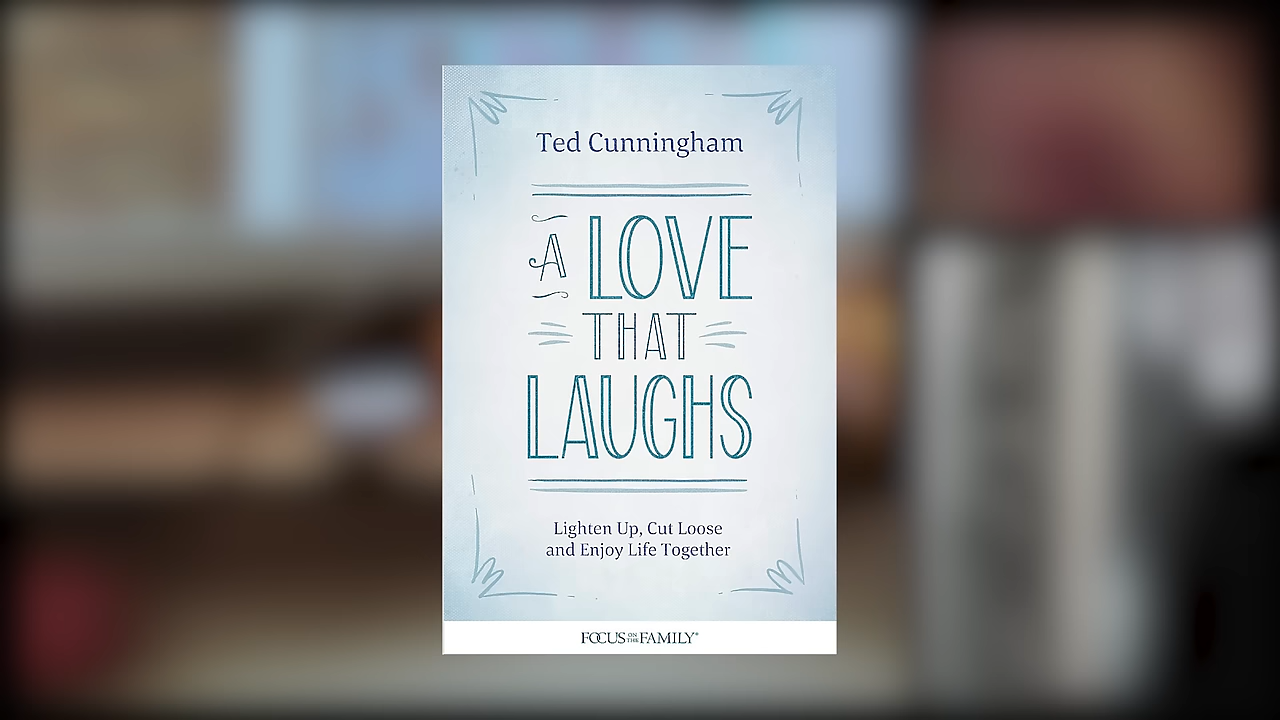 Ted Cunningham
A LOVE
THAT
LAUGHS
Lighten Up, Cut Loose
and Enjoy Life Together
FOCUS ON THE FAMILY®